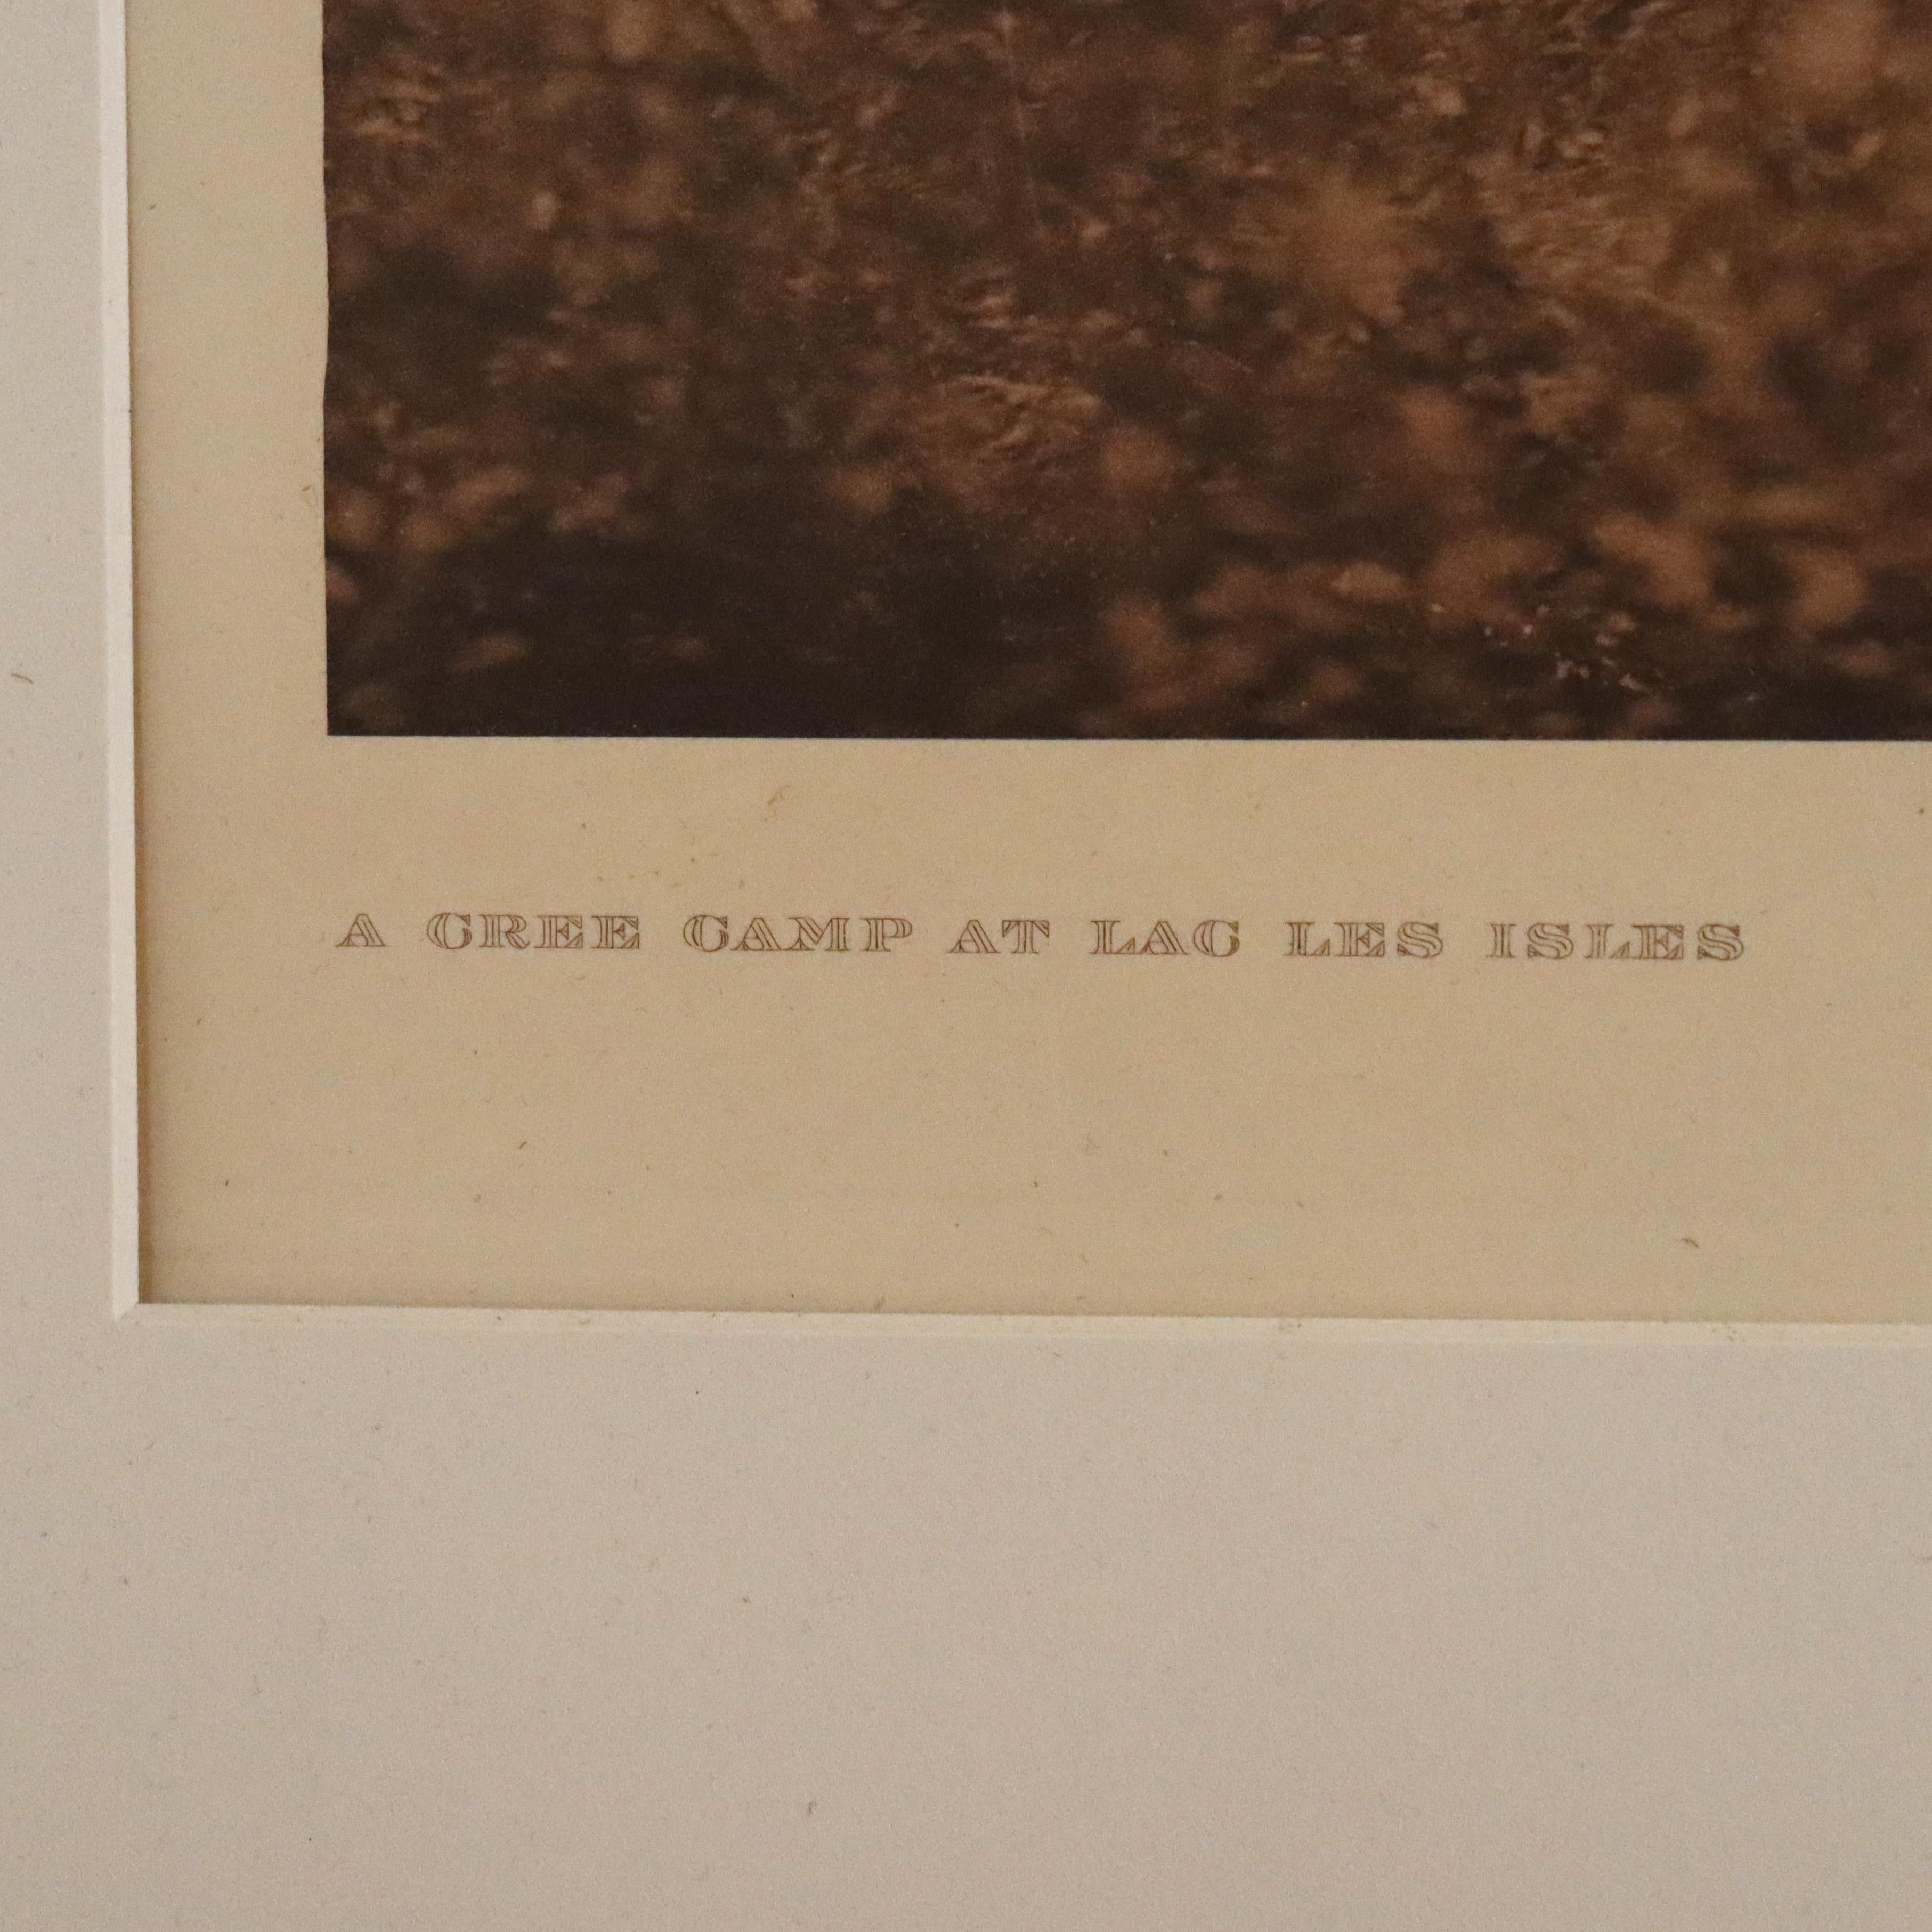 A CREE CAMP AT LAC LES ISLES